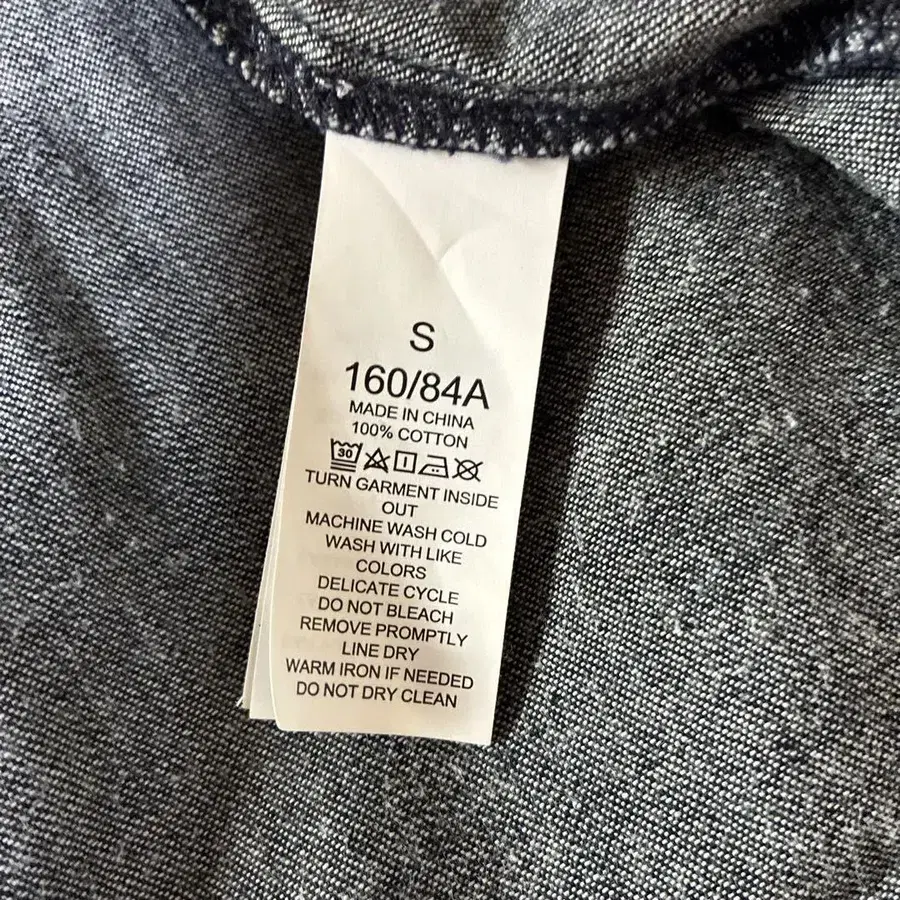 S
160/84A
MADE IN CHINA
100% COTTON
30
TURN GARMENT INSIDE
OUT
MACHINE WASH COLD
WASH WITH LIKE
COLORS
DELICATE CYCLE
DO NOT BLEACH
REMOVE PROMPTLY
LINE DRY
WARM IRON IF NEEDED
DO NOT DRY CLEAN